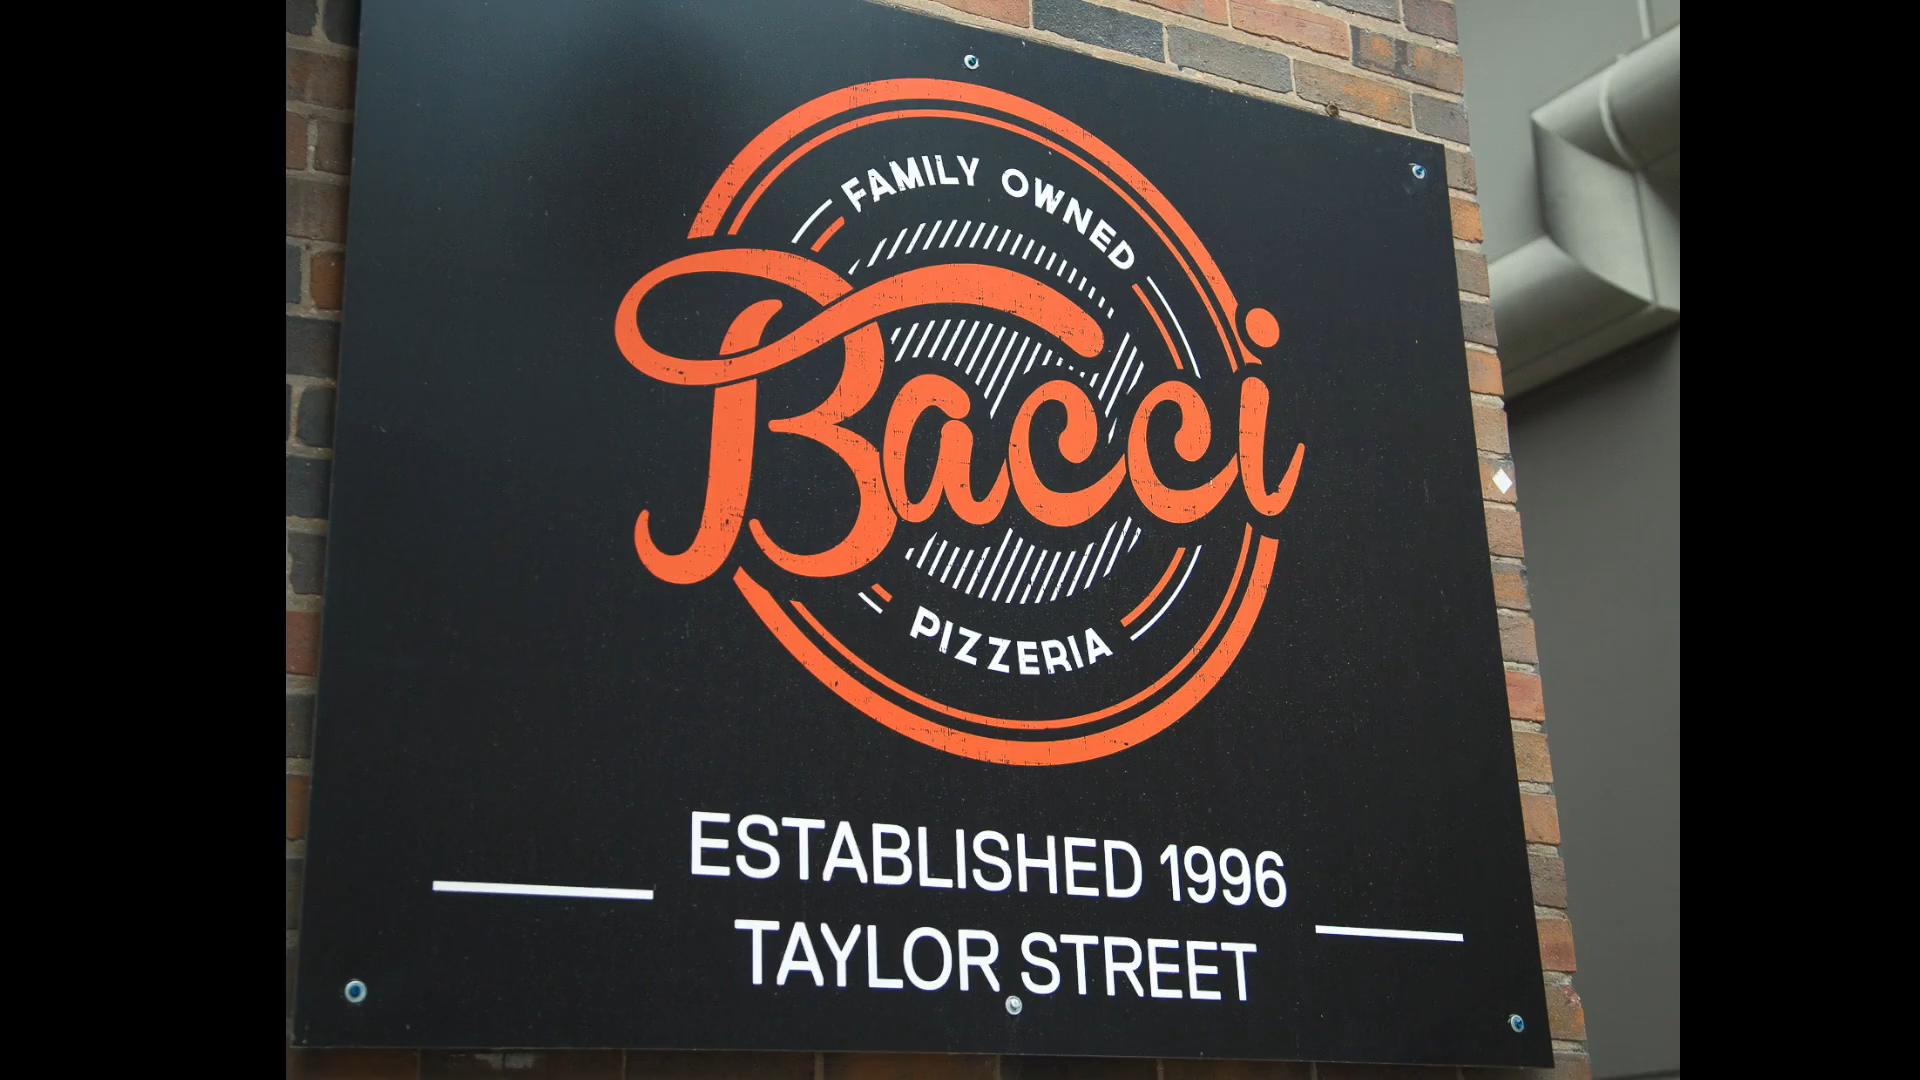 FAMILY OWNED
Bacci
PIZZERIA
ESTABLISHED 1996
TAYLOR STREET